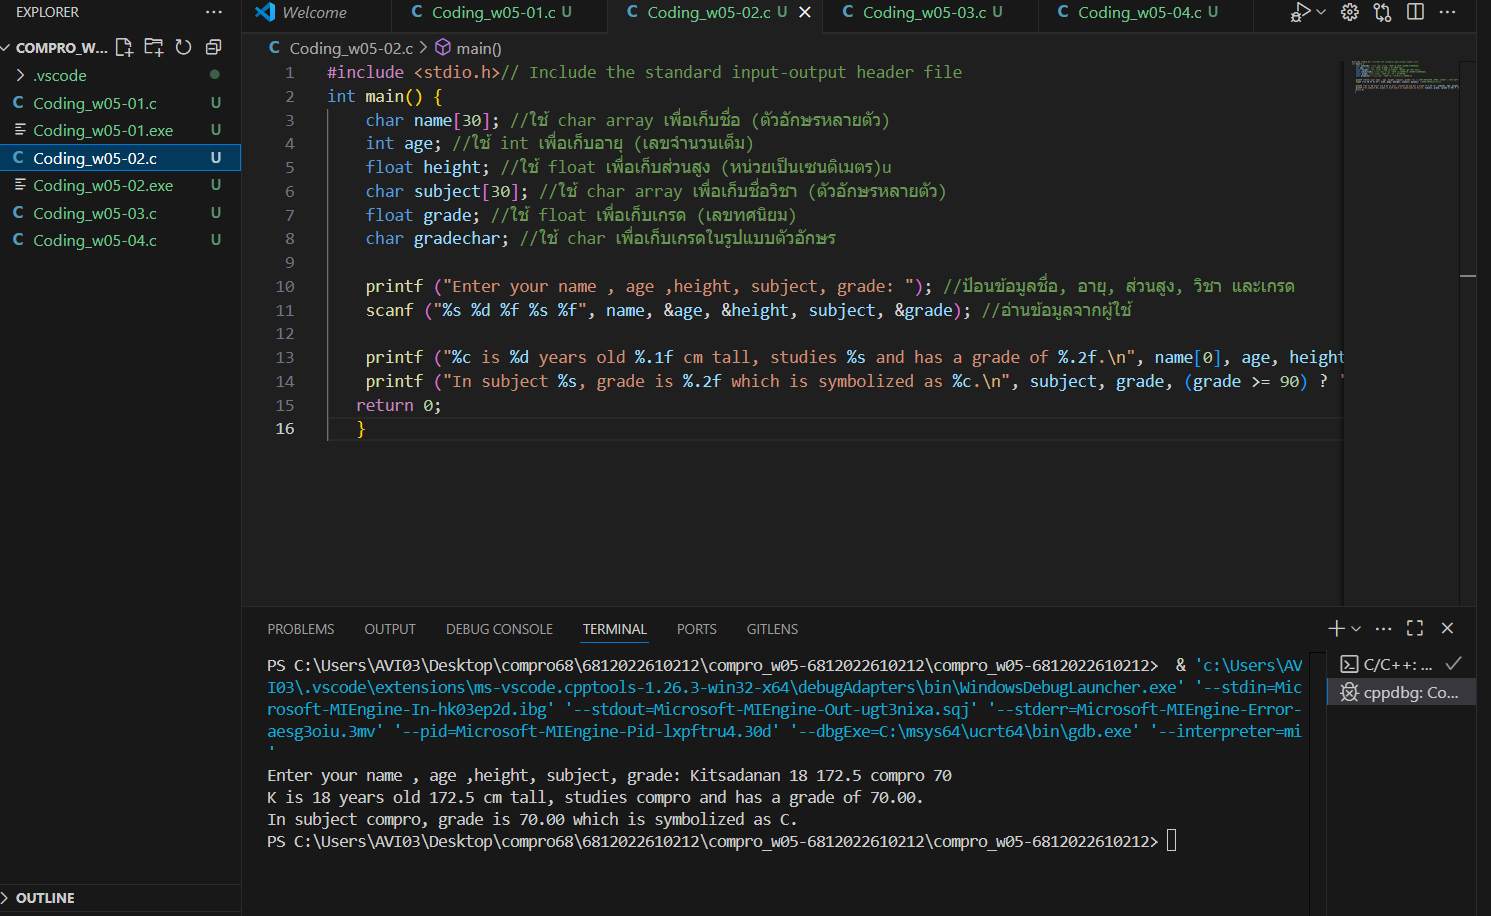 EXPLORER ···
Welcome
C Coding_w05-01.c U
C Coding_w05-02.c U
C Coding_w05-03.c U
C Coding_w05-04.c U
COMPRO_W...
.vscode
C Coding_w05-01.c U
Coding_w05-01.exe U
C Coding_w05-02.c U
Coding_w05-02.exe U
C Coding_w05-03.c U
C Coding_w05-04.c U
OUTLINE
C Coding_w05-02.c > main()
1 #include <stdio.h>// Include the standard input-output header file
2 int main() {
3 char name[30]; //ใช้ char array เพื่อเก็บชื่อ (ตัวอักษรหลายตัว)
4 int age; //ใช้ int เพื่อเก็บอายุ (เลขจำนวนเต็ม)
5 float height; //ใช้ float เพื่อเก็บส่วนสูง (หน่วยเป็นเซนติเมตร)u
6 char subject[30]; //ใช้ char array เพื่อเก็บชื่อวิชา (ตัวอักษรหลายตัว)
7 float grade; //ใช้ float เพื่อเก็บเกรด (เลขทศนิยม)
8 char gradechar; //ใช้ char เพื่อเก็บเกรดในรูปแบบตัวอักษร
9
10 printf ("Enter your name , age ,height, subject, grade: "); //ป้อนข้อมูลชื่อ, อายุ, ส่วนสูง, วิชา และเกรด
11 scanf ("%s %d %f %s %f", name, &age, &height, subject, &grade); //อ่านข้อมูลจากผู้ใช้
12
13 printf ("%c is %d years old %.1f cm tall, studies %s and has a grade of %.2f.\n", name[0], age, height
14 printf ("In subject %s, grade is %.2f which is symbolized as %c.\n", subject, grade, (grade >= 90) ? '
15 return 0;
16 }
PROBLEMS OUTPUT DEBUG CONSOLE TERMINAL PORTS GITLENS
PS C:\Users\AVI03\Desktop\compro68\6812022610212\compro_w05-6812022610212\compro_w05-6812022610212> & 'c:\Users\AV
I03\.vscode\extensions\ms-vscode.cpptools-1.26.3-win32-x64\debugAdapters\bin\WindowsDebugLauncher.exe' '--stdin=Mic
rosoft-MIEngine-In-hk03ep2d.ibg' '--stdout=Microsoft-MIEngine-Out-ugt3nixa.sqj' '--stderr=Microsoft-MIEngine-Error-
aesg3oiu.3mv' '--pid=Microsoft-MIEngine-Pid-lxpftru4.30d' '--dbgExe=C:\msys64\ucrt64\bin\gdb.exe' '--interpreter=mi
'
Enter your name , age ,height, subject, grade: Kitsadanan 18 172.5 compro 70
K is 18 years old 172.5 cm tall, studies compro and has a grade of 70.00.
In subject compro, grade is 70.00 which is symbolized as C.
PS C:\Users\AVI03\Desktop\compro68\6812022610212\compro_w05-6812022610212\compro_w05-6812022610212>
C/C++: ...
cppdbg: Co...